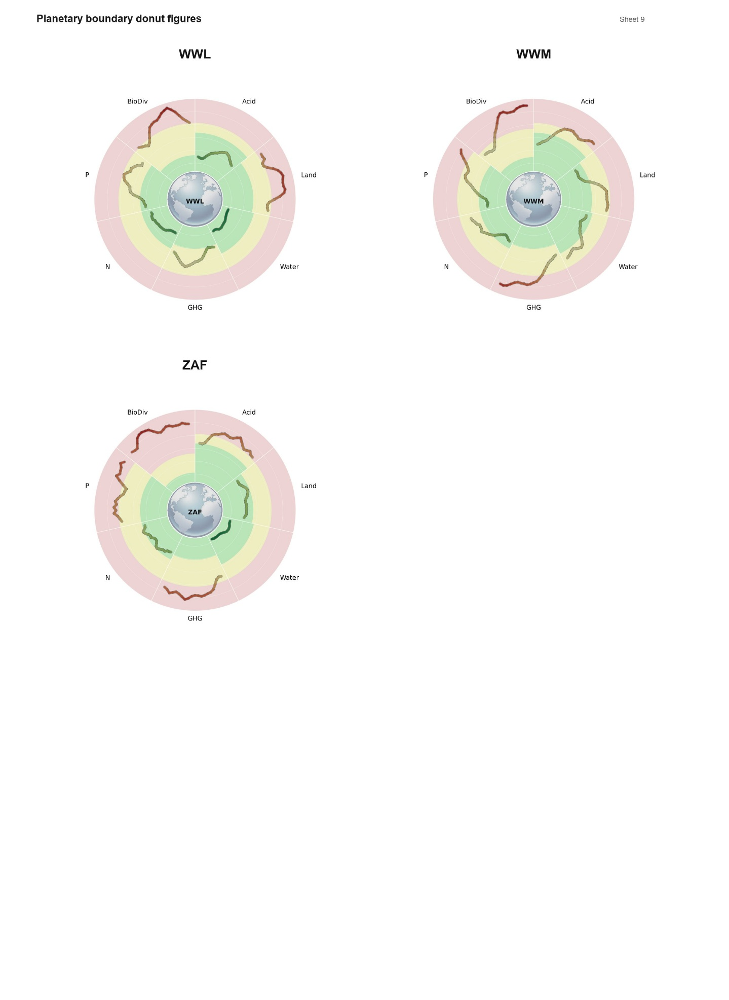 Planetary boundary donut figures
Sheet 9
WWL
BioDiv
Acid
P
Land
WWL
N
Water
GHG
WWM
BioDiv
Acid
P
Land
WWM
N
Water
GHG
ZAF
BioDiv
Acid
P
Land
ZAF
N
Water
GHG